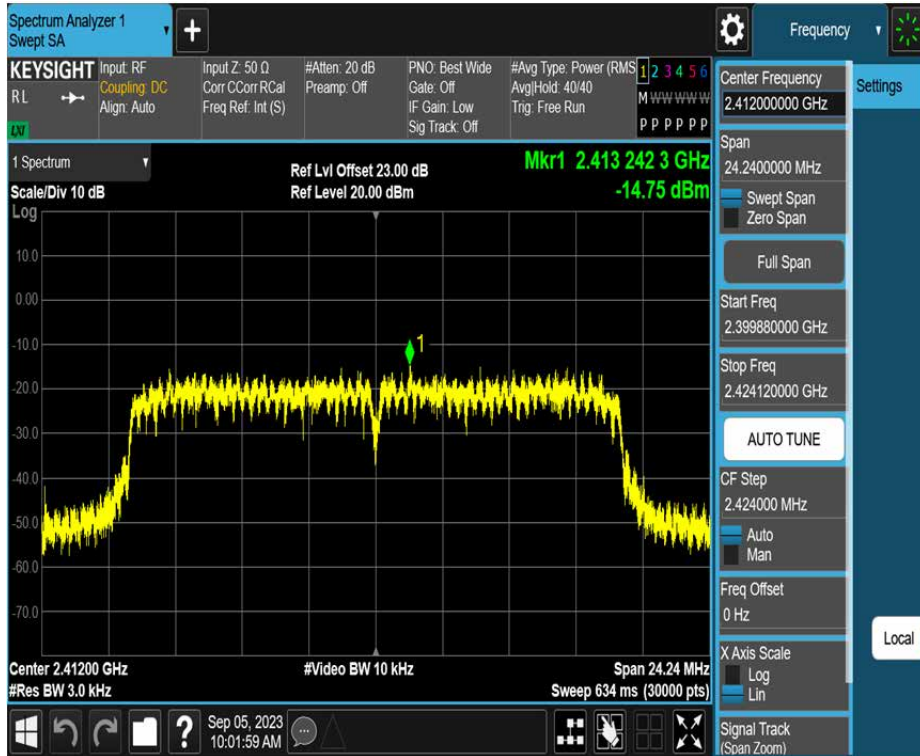 Spectrum Analyzer 1
Swept SA
+
Frequency
KEYSIGHT
RL
LXI
Input: RF
Coupling: DC
Align: Auto
Input Z: 50 Ω
Corr CCorr RCal
Freq Ref: Int (S)
#Atten: 20 dB
Preamp: Off
PNO: Best Wide
Gate: Off
IF Gain: Low
Sig Track: Off
#Avg Type: Power (RMS
Avg|Hold: 40/40
Trig: Free Run
1 2 3 4 5 6
M W W W W W
P P P P P P
1 Spectrum
Scale/Div 10 dB
Ref Lvl Offset 23.00 dB
Ref Level 20.00 dBm
Mkr1 2.413 242 3 GHz
-14.75 dBm
Log
10.0
0.00
-10.0
-20.0
-30.0
-40.0
-50.0
-60.0
-70.0
1
Center 2.41200 GHz
#Res BW 3.0 kHz
#Video BW 10 kHz
Span 24.24 MHz
Sweep 634 ms (30000 pts)
Sep 05, 2023
10:01:59 AM
?
Center Frequency
2.412000000 GHz
Span
24.2400000 MHz
Swept Span
Zero Span
Full Span
Start Freq
2.399880000 GHz
Stop Freq
2.424120000 GHz
AUTO TUNE
CF Step
2.424000 MHz
Auto
Man
Freq Offset
0 Hz
X Axis Scale
Log
Lin
Signal Track
(Span Zoom)
Settings
Local